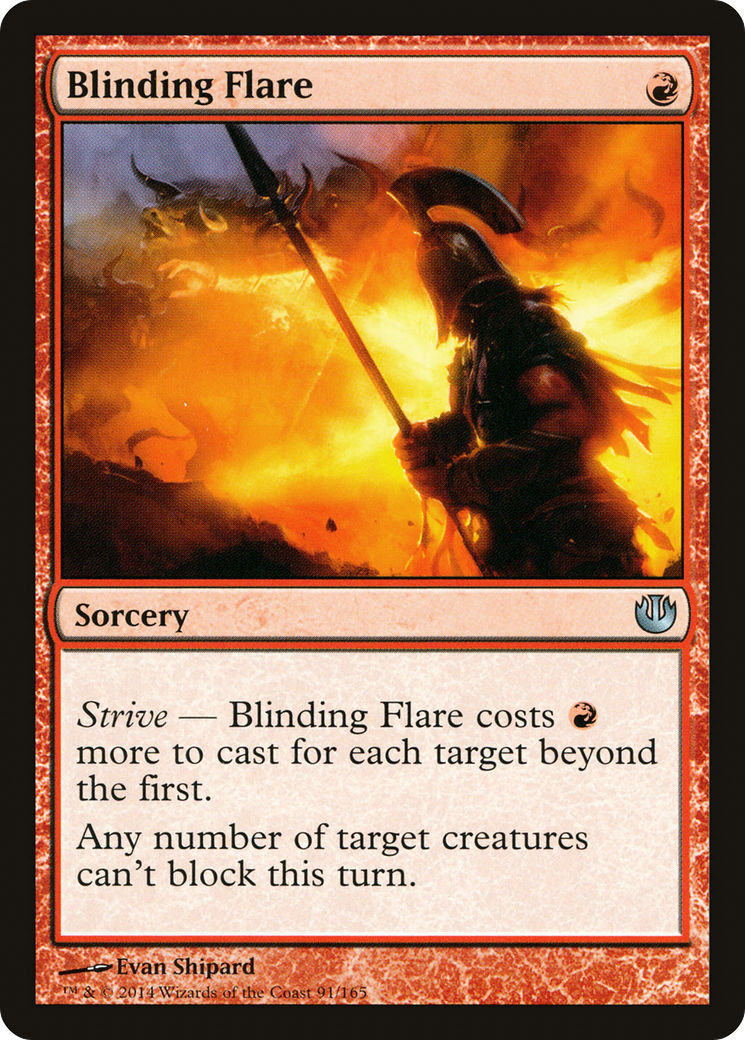 Blinding Flare
Sorcery
Strive — Blinding Flare costs
more to cast for each target beyond
the first.
Any number of target creatures
can't block this turn.
Evan Shipard
™ & © 2014 Wizards of the Coast 91/165